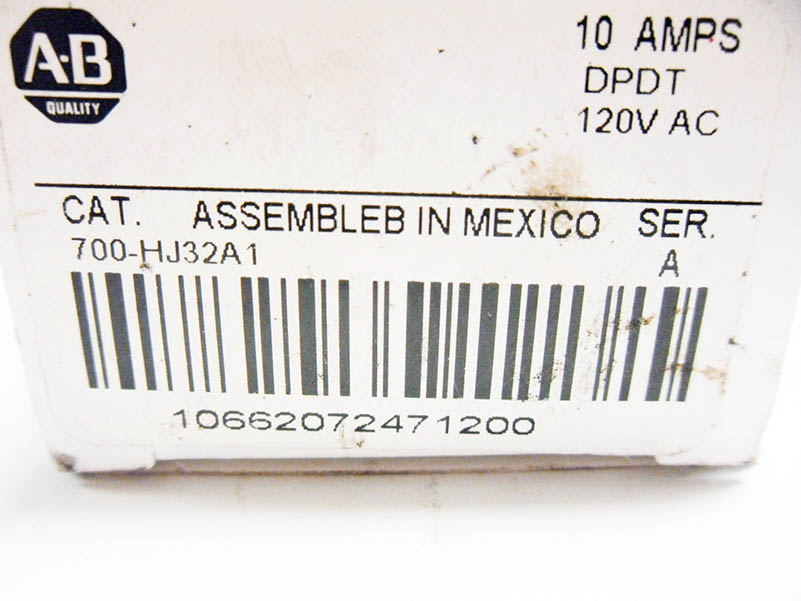 A-B
QUALITY
10 AMPS
DPDT
120V AC
CAT. ASSEMBLEB IN MEXICO SER.
700-HJ32A1 A
10662072471200